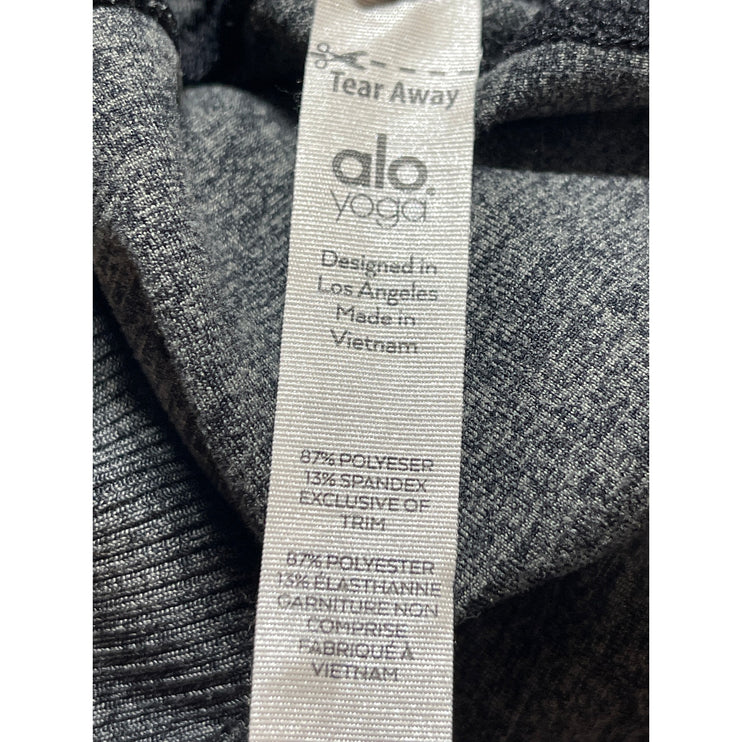 Tear Away
alo®
yoga
Designed in
Los Angeles
Made in
Vietnam
87% POLYESER
13% SPANDEX
EXCLUSIVE OF
TRIM
87% POLYESTER
13% ÉLASTHANNE
GARNITURE NON
COMPRISE
FABRIQUÉ À
VIETNAM